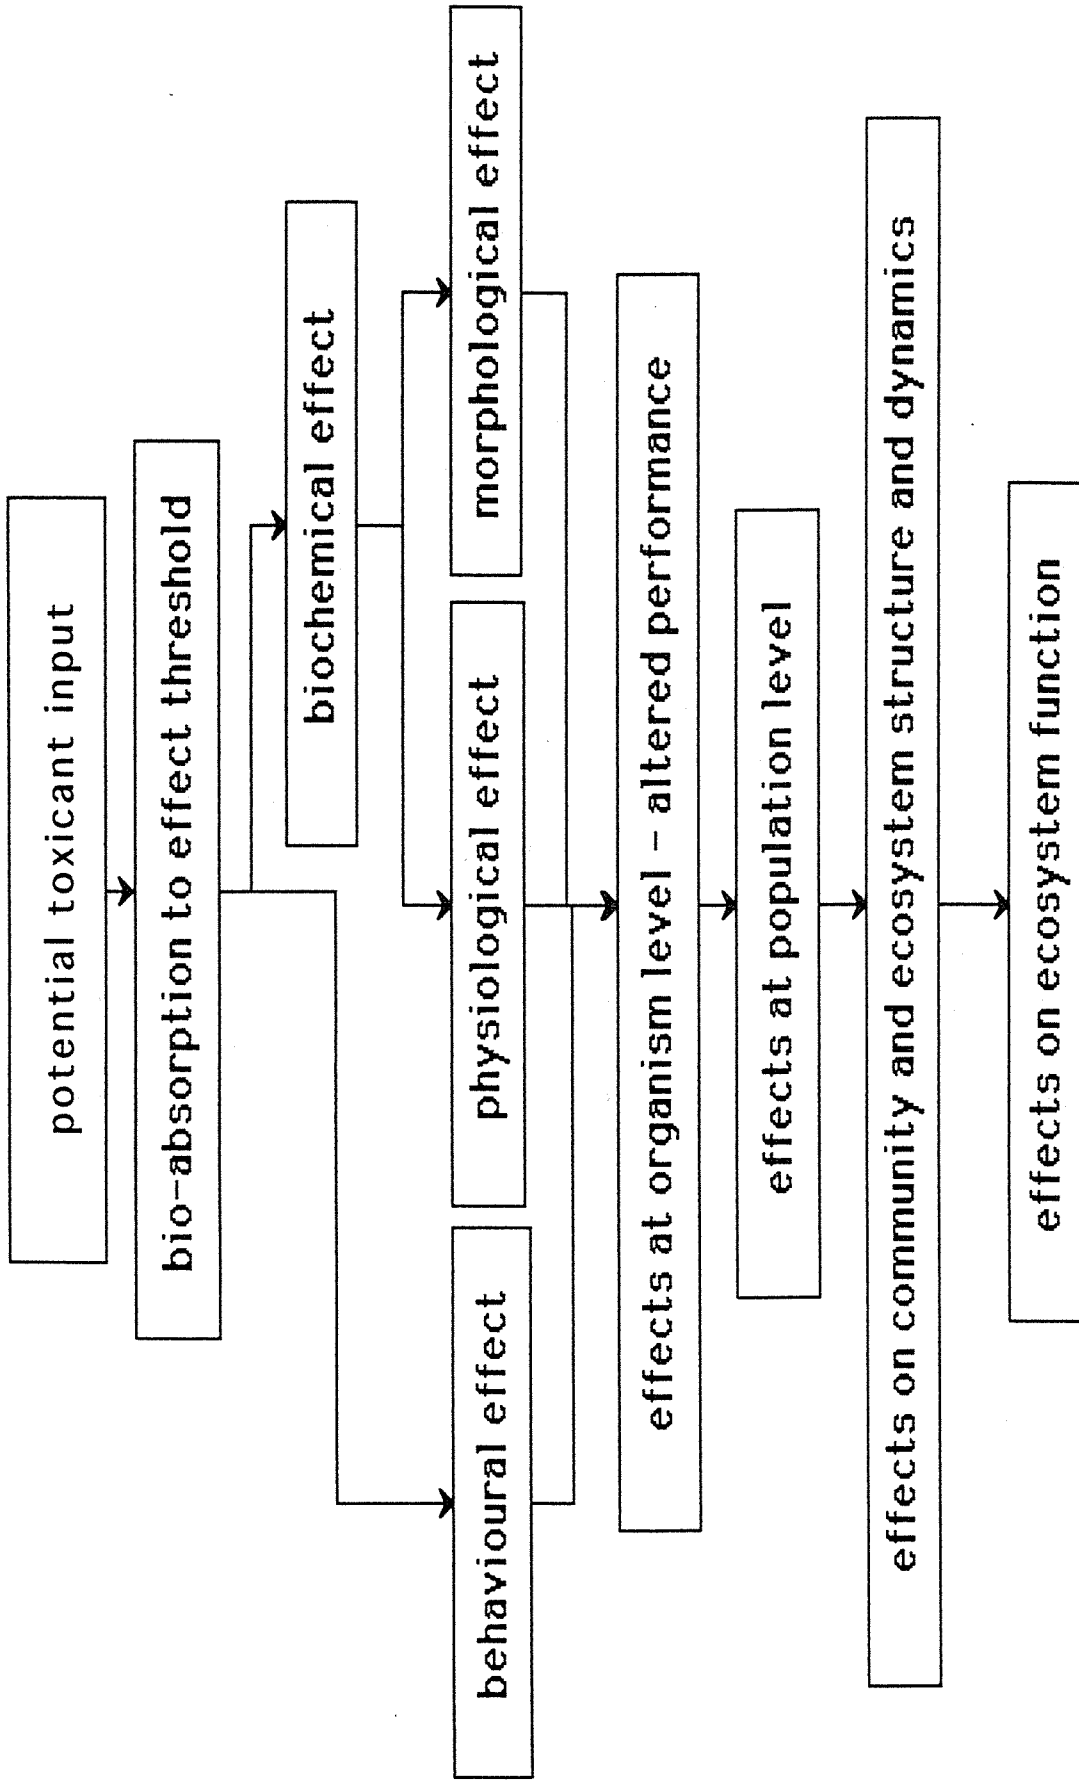 potential toxicant input
bio-absorption to effect threshold
biochemical effect
behavioural effect
physiological effect
morphological effect
effects at organism level - altered performance
effects at population level
effects on community and ecosystem structure and dynamics
effects on ecosystem function